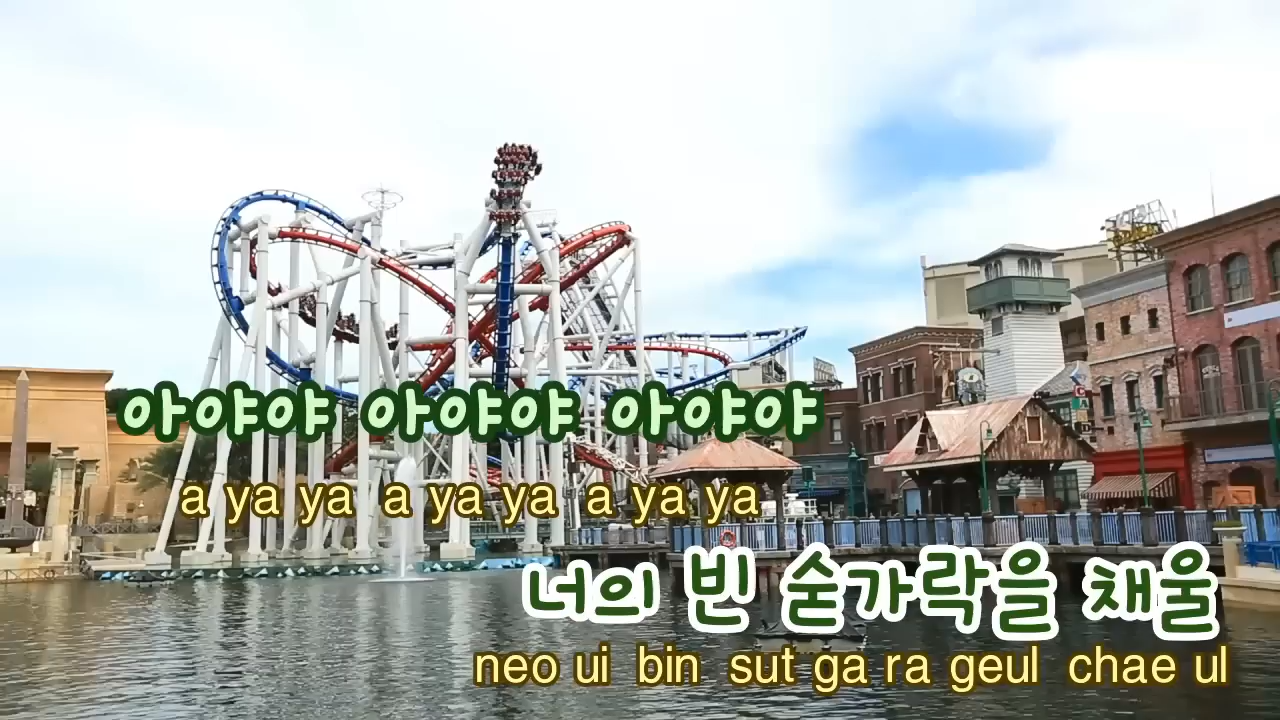 아야야 아야야 아야야
a ya ya a ya ya a ya ya
너의 빈 숟가락을 채울
neo ui bin sut ga ra geul chae ul